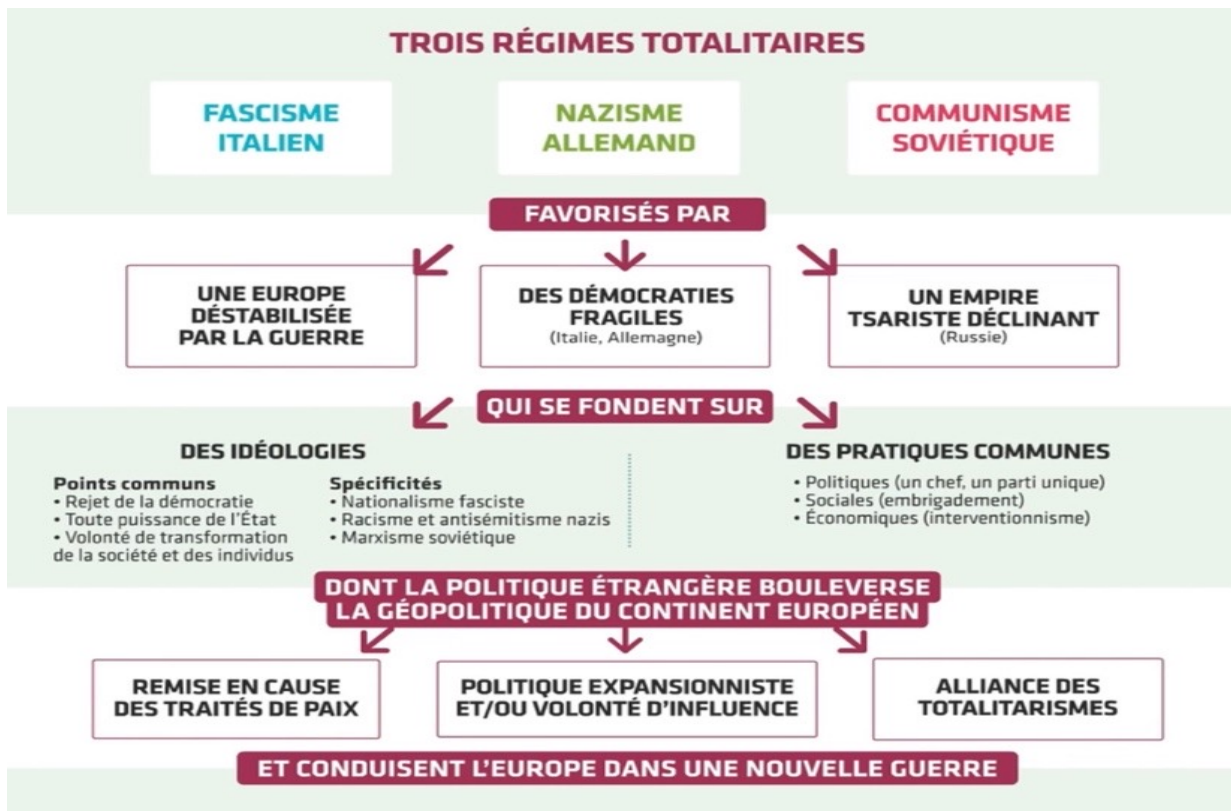 TROIS RÉGIMES TOTALITAIRES
FASCISME
ITALIEN
NAZISME
ALLEMAND
COMMUNISME
SOVIÉTIQUE
FAVORISÉS PAR
UNE EUROPE
DÉSTABILISÉE
PAR LA GUERRE
DES DÉMOCRATIES
FRAGILES
(Italie, Allemagne)
UN EMPIRE
TSARISTE DÉCLINANT
(Russie)
QUI SE FONDENT SUR
DES IDÉOLOGIES
Points communs
• Rejet de la démocratie
• Toute puissance de l'État
• Volonté de transformation
de la société et des individus
Spécificités
• Nationalisme fasciste
• Racisme et antisémitisme nazis
• Marxisme soviétique
DES PRATIQUES COMMUNES
• Politiques (un chef, un parti unique)
• Sociales (embrigadement)
• Économiques (interventionnisme)
DONT LA POLITIQUE ÉTRANGÈRE BOULEVERSE
LA GÉOPOLITIQUE DU CONTINENT EUROPÉEN
REMISE EN CAUSE
DES TRAITÉS DE PAIX
POLITIQUE EXPANSIONNISTE
ET/OU VOLONTÉ D'INFLUENCE
ALLIANCE DES
TOTALITARISMES
ET CONDUISENT L'EUROPE DANS UNE NOUVELLE GUERRE